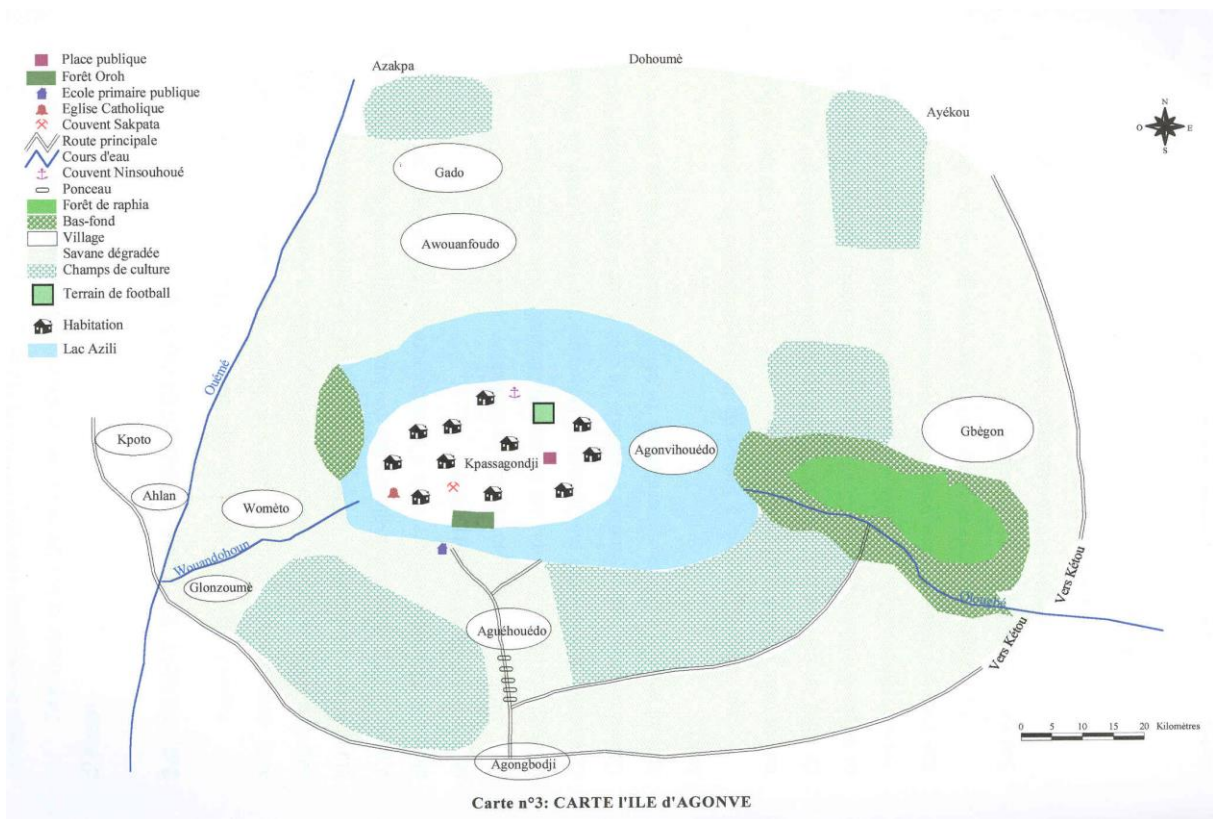 Place publique
Forêt Oroh
Ecole primaire publique
Eglise Catholique
Couvent Sakpata
Route principale
Cours d'eau
Couvent Ninsouhoué
Ponceau
Forêt de raphia
Bas-fond
Village
Savane dégradée
Champs de culture
Terrain de football
Habitation
Lac Azili
Azakpa
Dohoumè
Ayékou
N
O
E
S
Gado
Awouanfoudo
Ouémé
Kpoto
Ahlan
Womèto
Wouandohoun
Glonzoumè
Kpassagondji
Agonvihouédo
Gbègon
Aguéhouédo
Vers Kétou
Vers Kétou
Agongbodji
0 5 10 15 20 Kilomètres
Carte n°3: CARTE l'ILE d'AGONVE